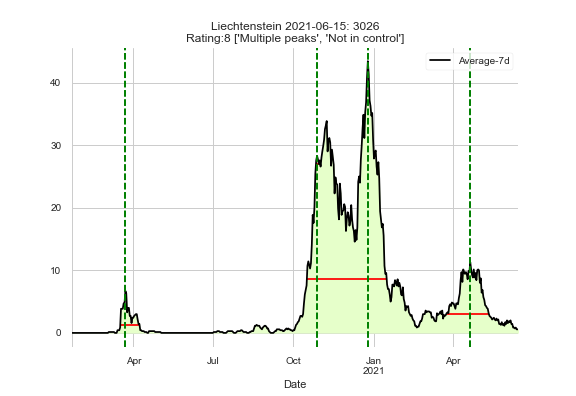 Liechtenstein 2021-06-15: 3026
Rating:8 ['Multiple peaks', 'Not in control']
Average-7d
40
30
20
10
0
Apr
Jul
Oct
Jan
2021
Apr
Date